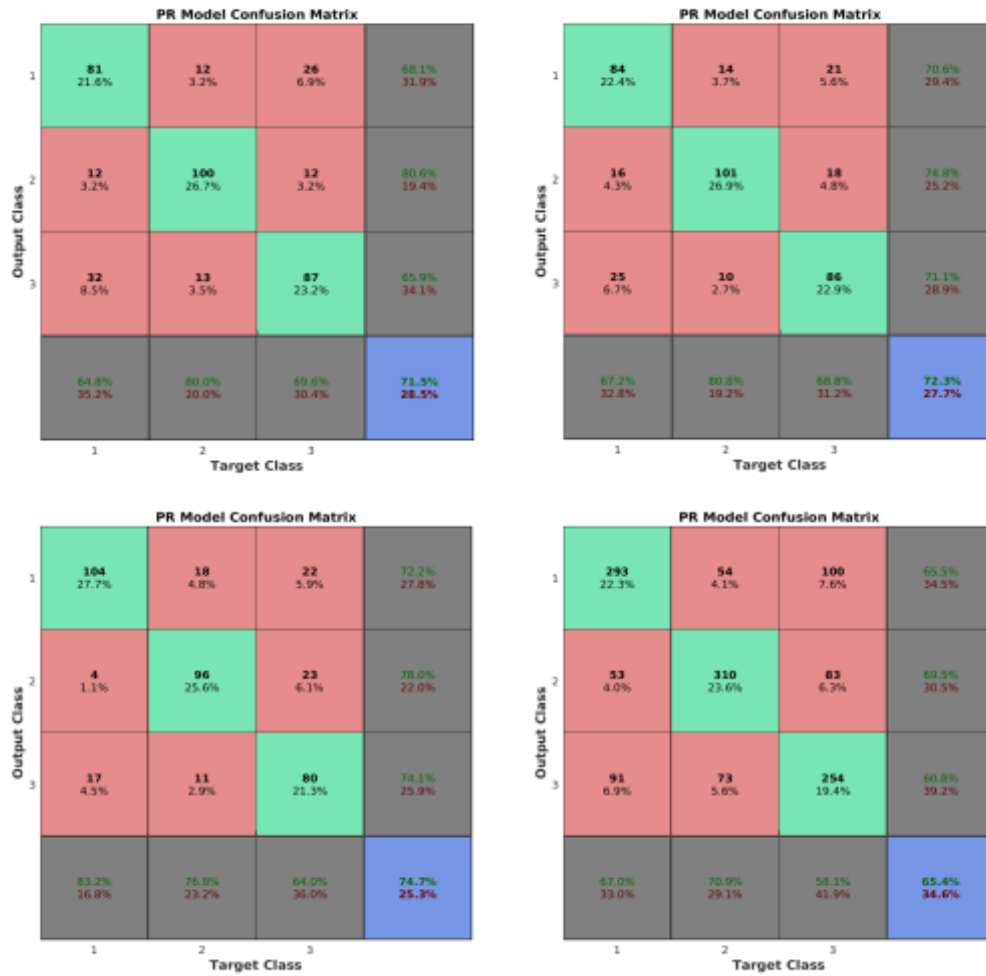 PR Model Confusion Matrix
81 12 26 68.1%
1
21.6% 3.2% 6.9% 31.9%
12 100 12 80.6%
2
3.2% 26.7% 3.2% 19.4%
32 13 87 65.9%
3
8.5% 3.5% 23.2% 34.1%
64.8% 80.0% 69.6% 71.5%
35.2% 20.0% 30.4% 28.5%
1 2 3
Target Class
Output Class
PR Model Confusion Matrix
84 14 21 70.6%
1
22.4% 3.7% 5.6% 29.4%
16 101 18 74.8%
2
4.3% 26.9% 4.8% 25.2%
25 10 86 71.1%
3
6.7% 2.7% 22.9% 28.9%
67.2% 80.8% 68.8% 72.3%
32.8% 19.2% 31.2% 27.7%
1 2 3
Target Class
Output Class
PR Model Confusion Matrix
104 18 22 72.2%
1
27.7% 4.8% 5.9% 27.8%
4 96 23 78.0%
2
1.1% 25.6% 6.1% 22.0%
17 11 80 74.1%
3
4.5% 2.9% 21.3% 25.9%
83.2% 76.8% 64.0% 74.7%
16.8% 23.2% 36.0% 25.3%
1 2 3
Target Class
Output Class
PR Model Confusion Matrix
293 54 100 65.5%
1
22.3% 4.1% 7.6% 34.5%
53 310 83 69.5%
2
4.0% 23.6% 6.3% 30.5%
91 73 254 60.8%
3
6.9% 5.6% 19.4% 39.2%
67.0% 70.9% 58.1% 65.4%
33.0% 29.1% 41.9% 34.6%
1 2 3
Target Class
Output Class